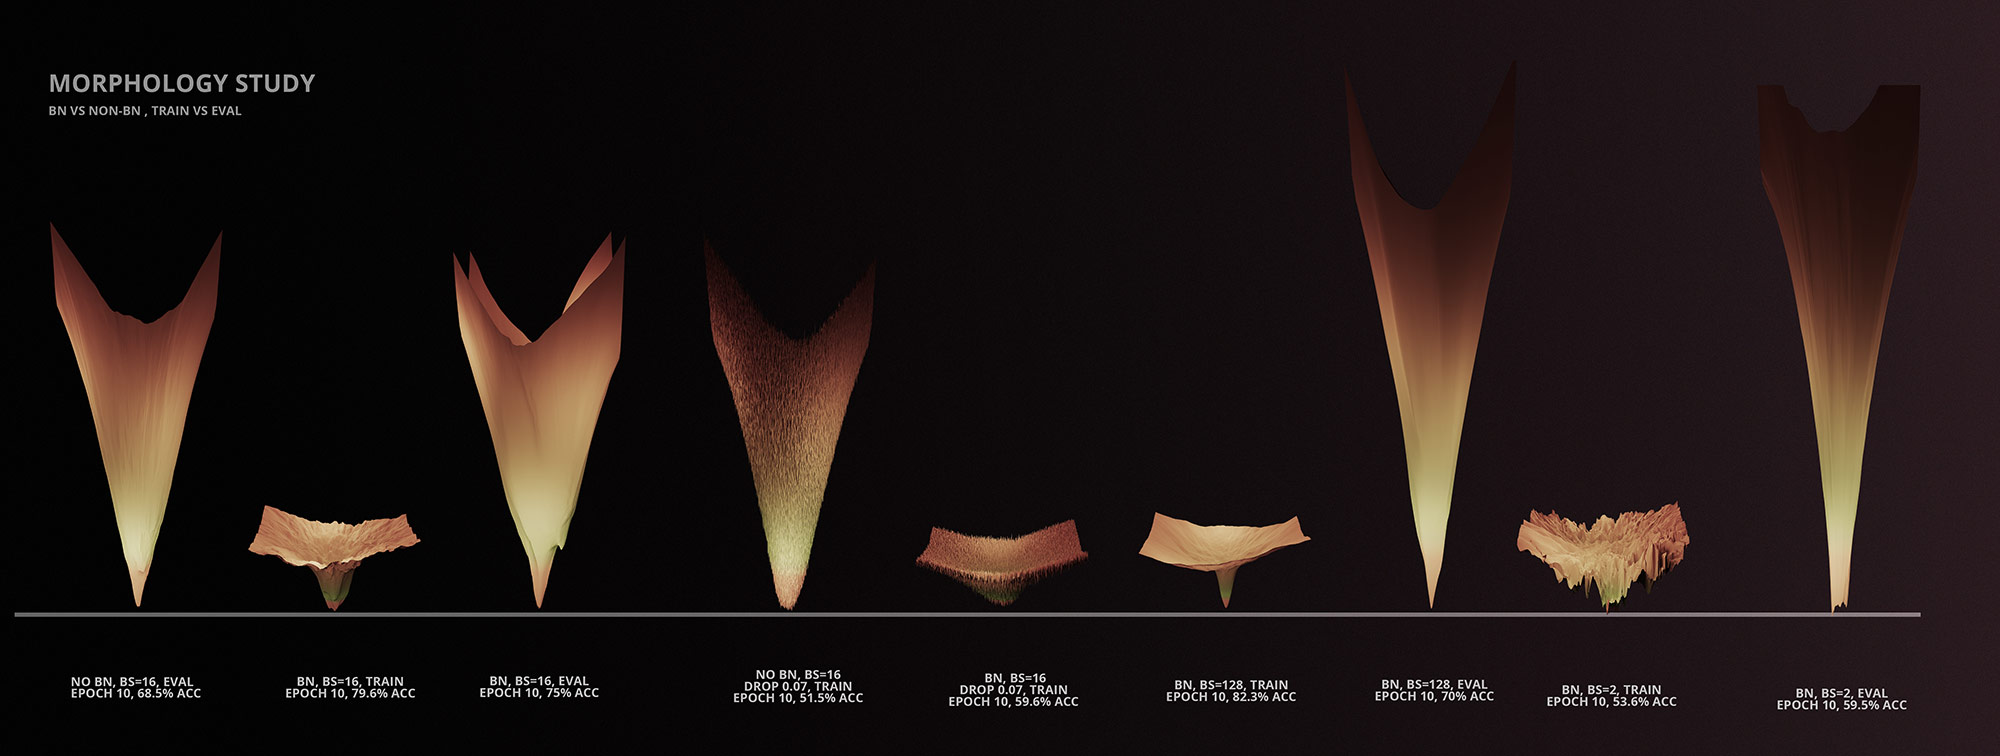 MORPHOLOGY STUDY
BN VS NON-BN , TRAIN VS EVAL
NO BN, BS=16, EVAL
EPOCH 10, 68.5% ACC
BN, BS=16, TRAIN
EPOCH 10, 79.6% ACC
BN, BS=16, EVAL
EPOCH 10, 75% ACC
NO BN, BS=16
DROP 0.07, TRAIN
EPOCH 10, 51.5% ACC
BN, BS=16
DROP 0.07, TRAIN
EPOCH 10, 59.6% ACC
BN, BS=128, TRAIN
EPOCH 10, 82.3% ACC
BN, BS=128, EVAL
EPOCH 10, 70% ACC
BN, BS=2, TRAIN
EPOCH 10, 53.6% ACC
BN, BS=2, EVAL
EPOCH 10, 59.5% ACC